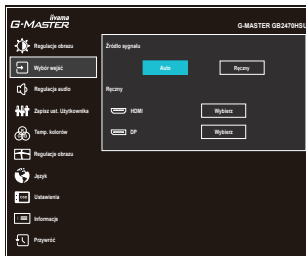 iiyama
G-MASTER
G-MASTER GB2470HSU
Regulacje obrazu
Źródło sygnału
Auto
Ręczny
Wybór wejść
Regulacja audio
Ręczny
Zapisz ust. Użytkownika
HDMI
Wybierz
Temp. kolorów
DP
Wybierz
Regulacje obrazu
Język
OSD
Ustawienia
Informacje
Przywróć